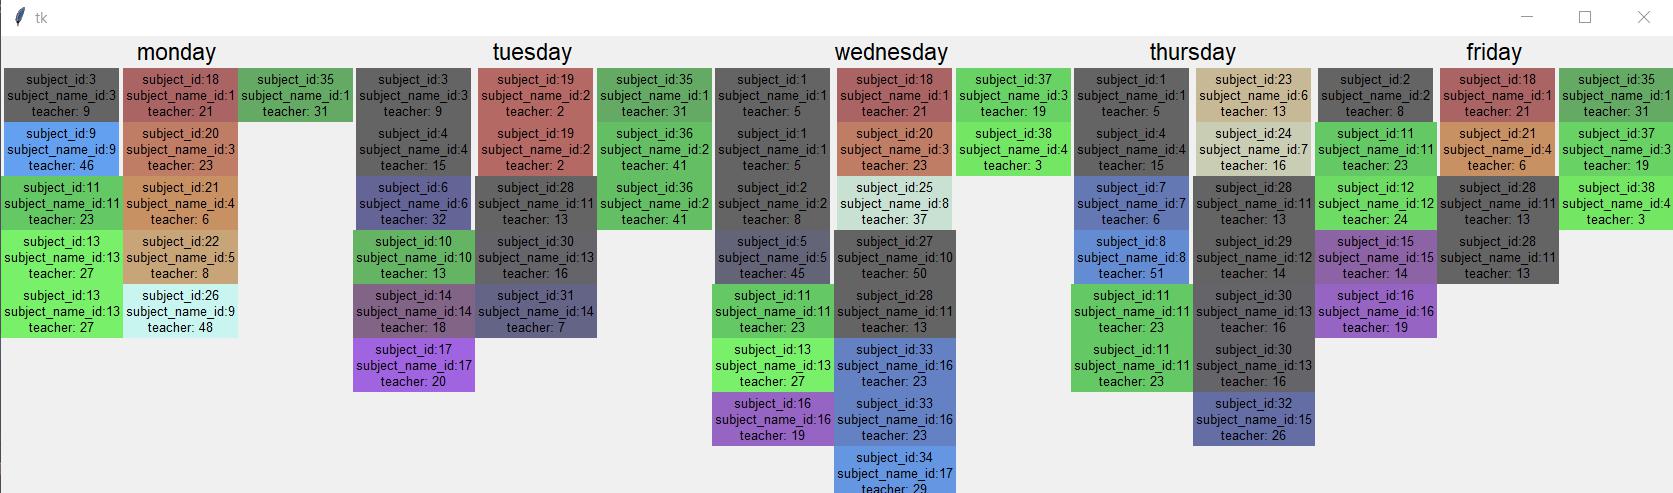 tk
monday
tuesday
wednesday
thursday
friday
subject_id:3
subject_name_id:3
teacher: 9
subject_id:9
subject_name_id:9
teacher: 46
subject_id:11
subject_name_id:11
teacher: 23
subject_id:13
subject_name_id:13
teacher: 27
subject_id:13
subject_name_id:13
teacher: 27
subject_id:18
subject_name_id:1
teacher: 21
subject_id:20
subject_name_id:3
teacher: 23
subject_id:21
subject_name_id:4
teacher: 6
subject_id:22
subject_name_id:5
teacher: 8
subject_id:26
subject_name_id:9
teacher: 48
subject_id:35
subject_name_id:1
teacher: 31
subject_id:3
subject_name_id:3
teacher: 9
subject_id:4
subject_name_id:4
teacher: 15
subject_id:6
subject_name_id:6
teacher: 32
subject_id:10
subject_name_id:10
teacher: 13
subject_id:14
subject_name_id:14
teacher: 18
subject_id:17
subject_name_id:17
teacher: 20
subject_id:19
subject_name_id:2
teacher: 2
subject_id:19
subject_name_id:2
teacher: 2
subject_id:28
subject_name_id:11
teacher: 13
subject_id:30
subject_name_id:13
teacher: 16
subject_id:31
subject_name_id:14
teacher: 7
subject_id:35
subject_name_id:1
teacher: 31
subject_id:36
subject_name_id:2
teacher: 41
subject_id:36
subject_name_id:2
teacher: 41
subject_id:1
subject_name_id:1
teacher: 5
subject_id:1
subject_name_id:1
teacher: 5
subject_id:2
subject_name_id:2
teacher: 8
subject_id:5
subject_name_id:5
teacher: 45
subject_id:11
subject_name_id:11
teacher: 23
subject_id:13
subject_name_id:13
teacher: 27
subject_id:16
subject_name_id:16
teacher: 19
subject_id:18
subject_name_id:1
teacher: 21
subject_id:20
subject_name_id:3
teacher: 23
subject_id:25
subject_name_id:8
teacher: 37
subject_id:27
subject_name_id:10
teacher: 50
subject_id:28
subject_name_id:11
teacher: 13
subject_id:33
subject_name_id:16
teacher: 23
subject_id:33
subject_name_id:16
teacher: 23
subject_id:34
subject_name_id:17
teacher: 29
subject_id:37
subject_name_id:3
teacher: 19
subject_id:38
subject_name_id:4
teacher: 3
subject_id:1
subject_name_id:1
teacher: 5
subject_id:4
subject_name_id:4
teacher: 15
subject_id:7
subject_name_id:7
teacher: 6
subject_id:8
subject_name_id:8
teacher: 51
subject_id:11
subject_name_id:11
teacher: 23
subject_id:11
subject_name_id:11
teacher: 23
subject_id:23
subject_name_id:6
teacher: 13
subject_id:24
subject_name_id:7
teacher: 16
subject_id:28
subject_name_id:11
teacher: 13
subject_id:29
subject_name_id:12
teacher: 14
subject_id:30
subject_name_id:13
teacher: 16
subject_id:30
subject_name_id:13
teacher: 16
subject_id:32
subject_name_id:15
teacher: 26
subject_id:2
subject_name_id:2
teacher: 8
subject_id:11
subject_name_id:11
teacher: 23
subject_id:12
subject_name_id:12
teacher: 24
subject_id:15
subject_name_id:15
teacher: 14
subject_id:16
subject_name_id:16
teacher: 19
subject_id:18
subject_name_id:1
teacher: 21
subject_id:21
subject_name_id:4
teacher: 6
subject_id:28
subject_name_id:11
teacher: 13
subject_id:28
subject_name_id:11
teacher: 13
subject_id:35
subject_name_id:1
teacher: 31
subject_id:37
subject_name_id:3
teacher: 19
subject_id:38
subject_name_id:4
teacher: 3